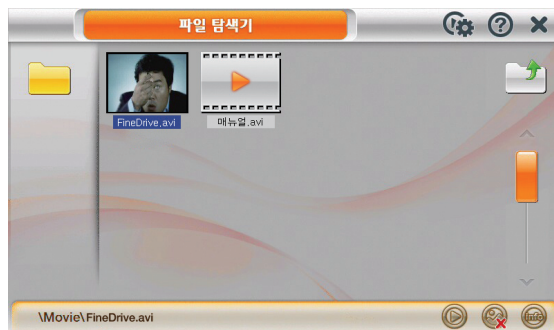 파일 탐색기
FineDrive.avi
매뉴얼.avi
\Movie\FineDrive.avi
Info